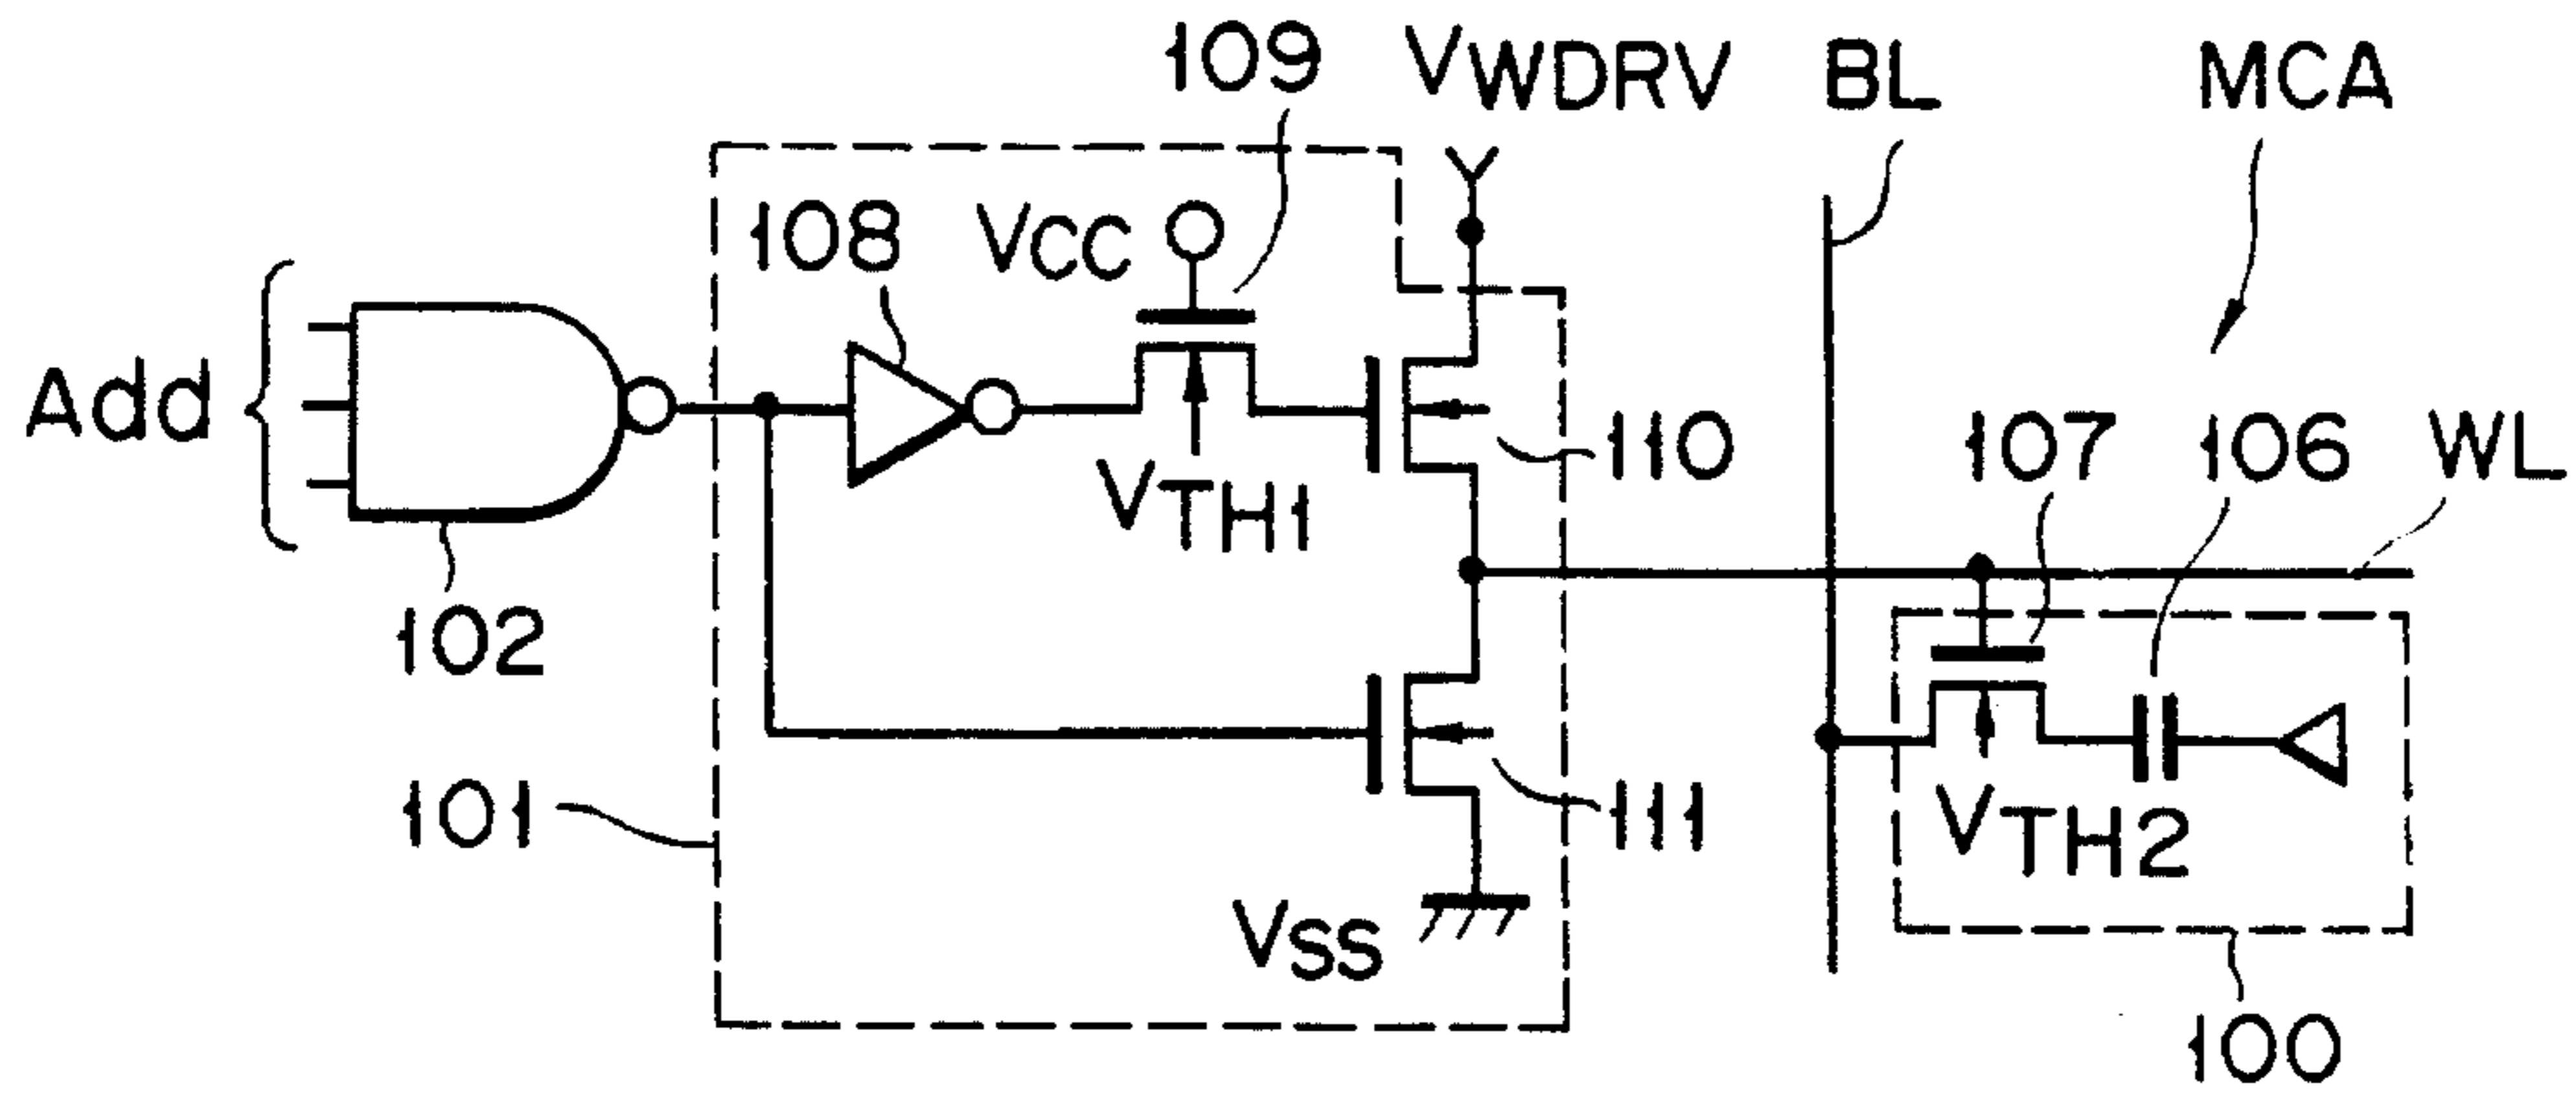 109
VWDRV
BL
MCA
108
VCC
Add
VTH1
110
107
106
WL
102
101
111
VTH2
VSS
100